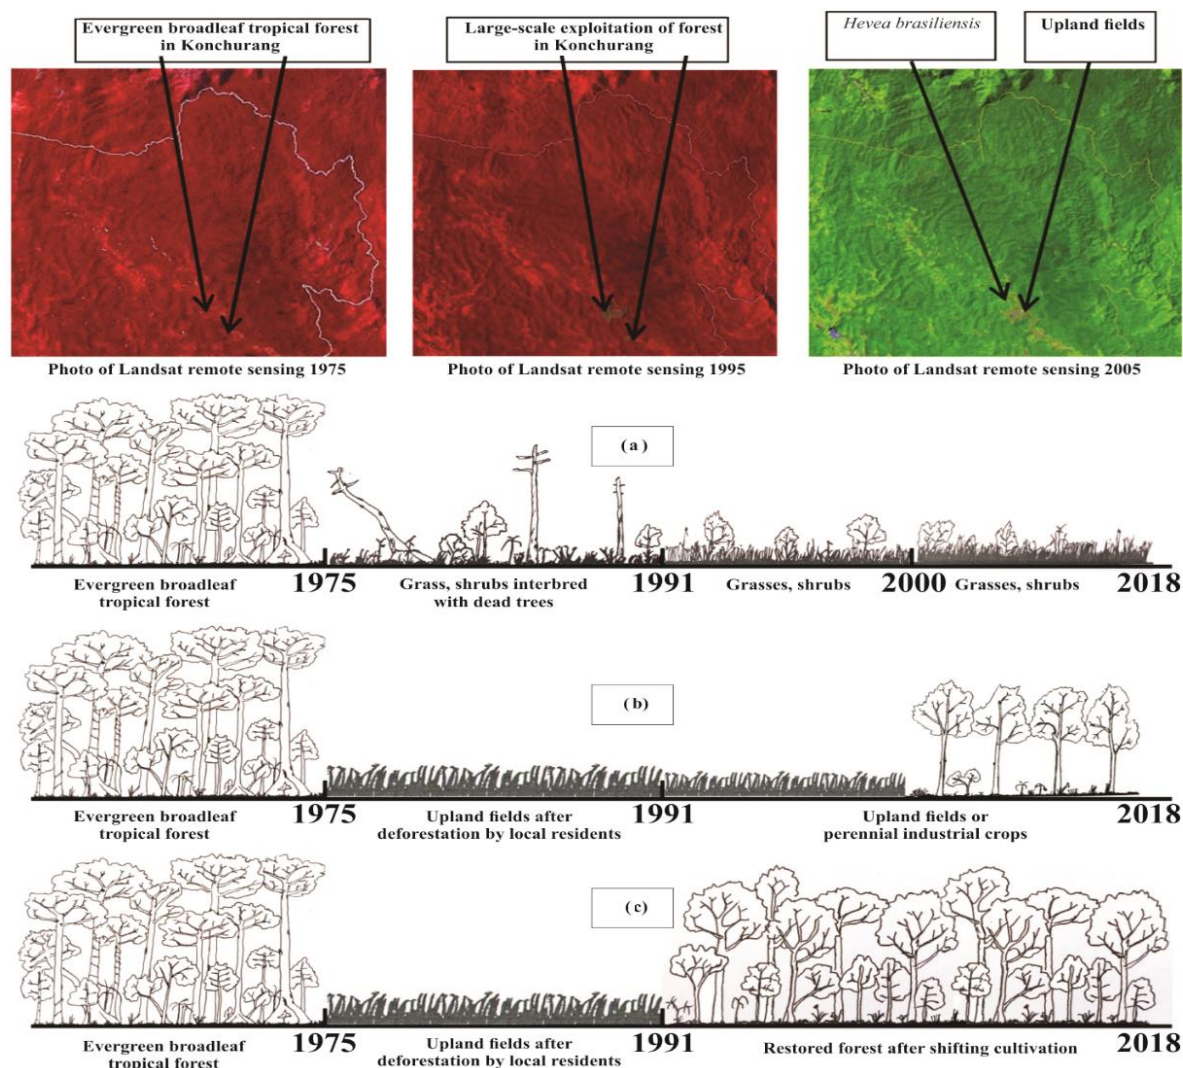 Evergreen broadleaf tropical forest
in Konchurang
Large-scale exploitation of forest
in Konchurang
Hevea brasiliensis
Upland fields
Photo of Landsat remote sensing 1975
Photo of Landsat remote sensing 1995
Photo of Landsat remote sensing 2005
(a)
Evergreen broadleaf
tropical forest
1975
Grass, shrubs interbred
with dead trees
1991
Grasses, shrubs
2000
Grasses, shrubs
2018
(b)
Evergreen broadleaf
tropical forest
1975
Upland fields after
deforestation by local residents
1991
Upland fields or
perennial industrial crops
2018
(c)
Evergreen broadleaf
tropical forest
1975
Upland fields after
deforestation by local residents
1991
Restored forest after shifting cultivation
2018